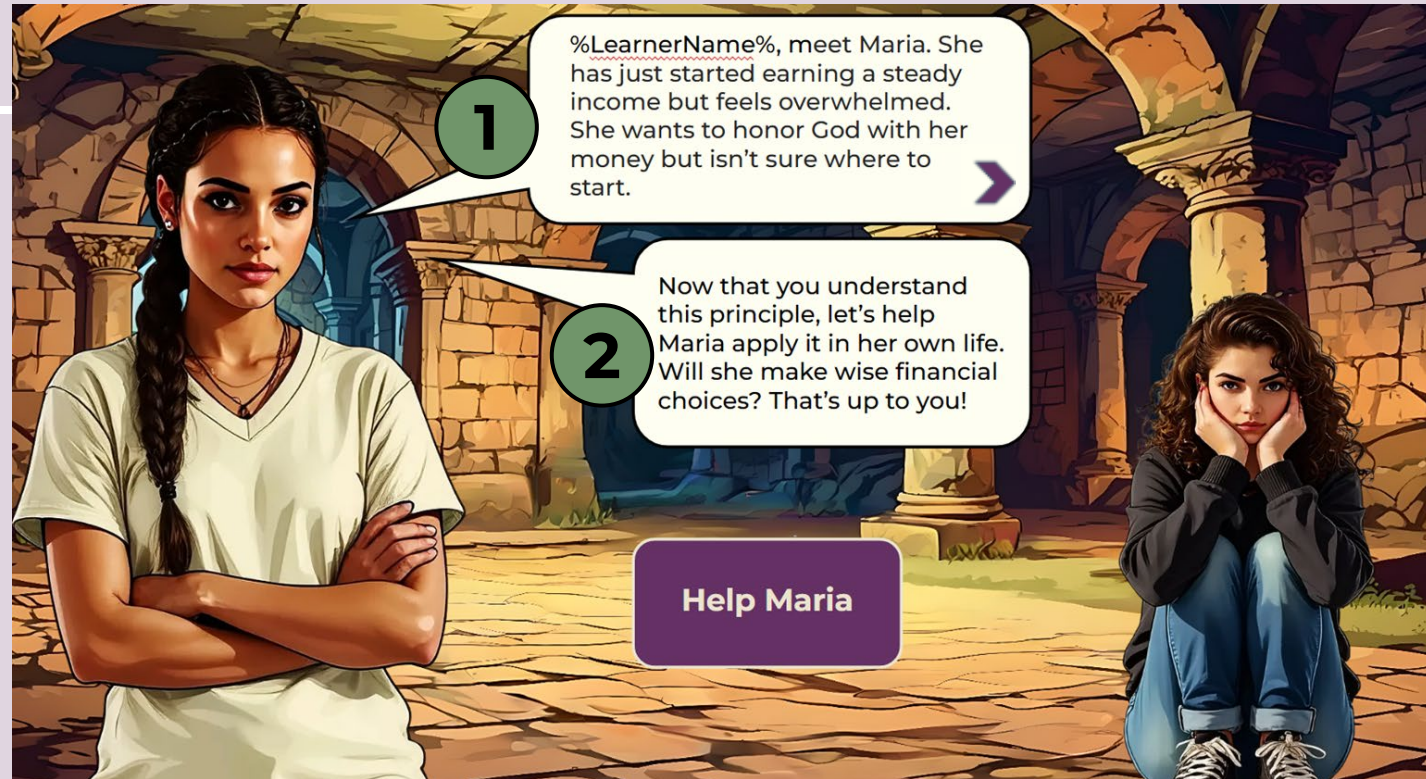 1
%LearnerName%, meet Maria. She
has just started earning a steady
income but feels overwhelmed.
She wants to honor God with her
money but isn’t sure where to
start.
2
Now that you understand
this principle, let’s help
Maria apply it in her own life.
Will she make wise financial
choices? That’s up to you!
Help Maria